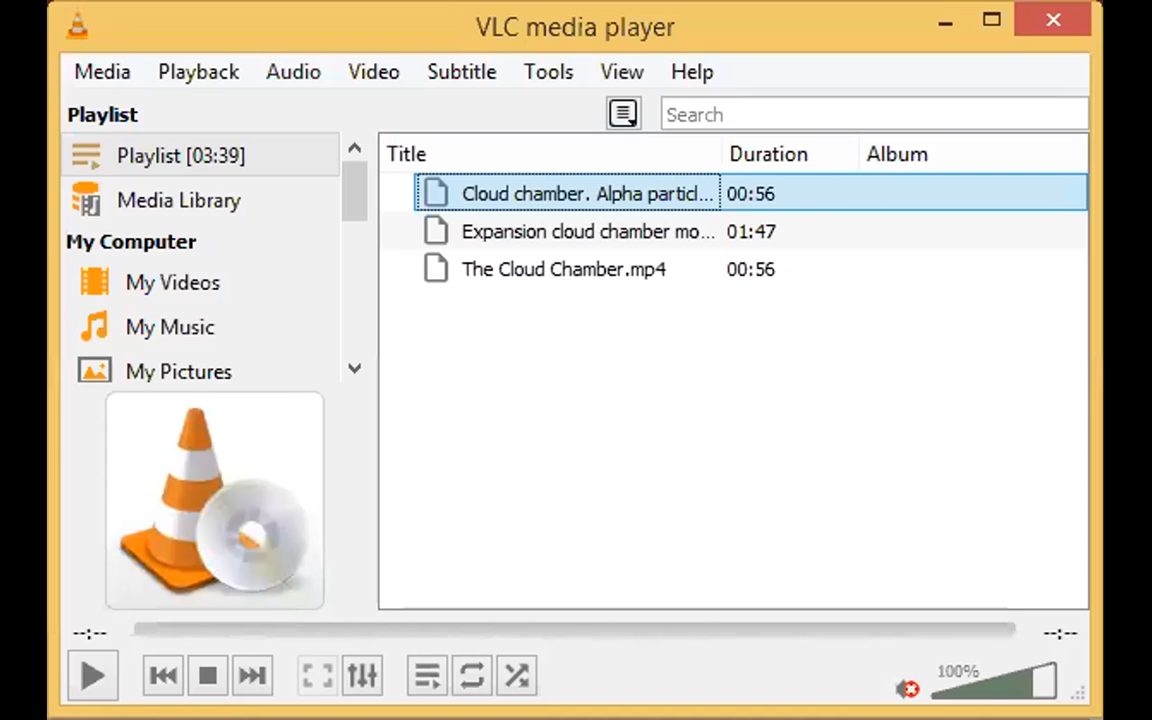 VLC media player
Media Playback Audio Video Subtitle Tools View Help
Playlist
Search
Playlist [03:39]
Media Library
My Computer
My Videos
My Music
My Pictures
Title Duration Album
Cloud chamber. Alpha particl... 00:56
Expansion cloud chamber mo... 01:47
The Cloud Chamber.mp4 00:56
--:-- --:--
100%